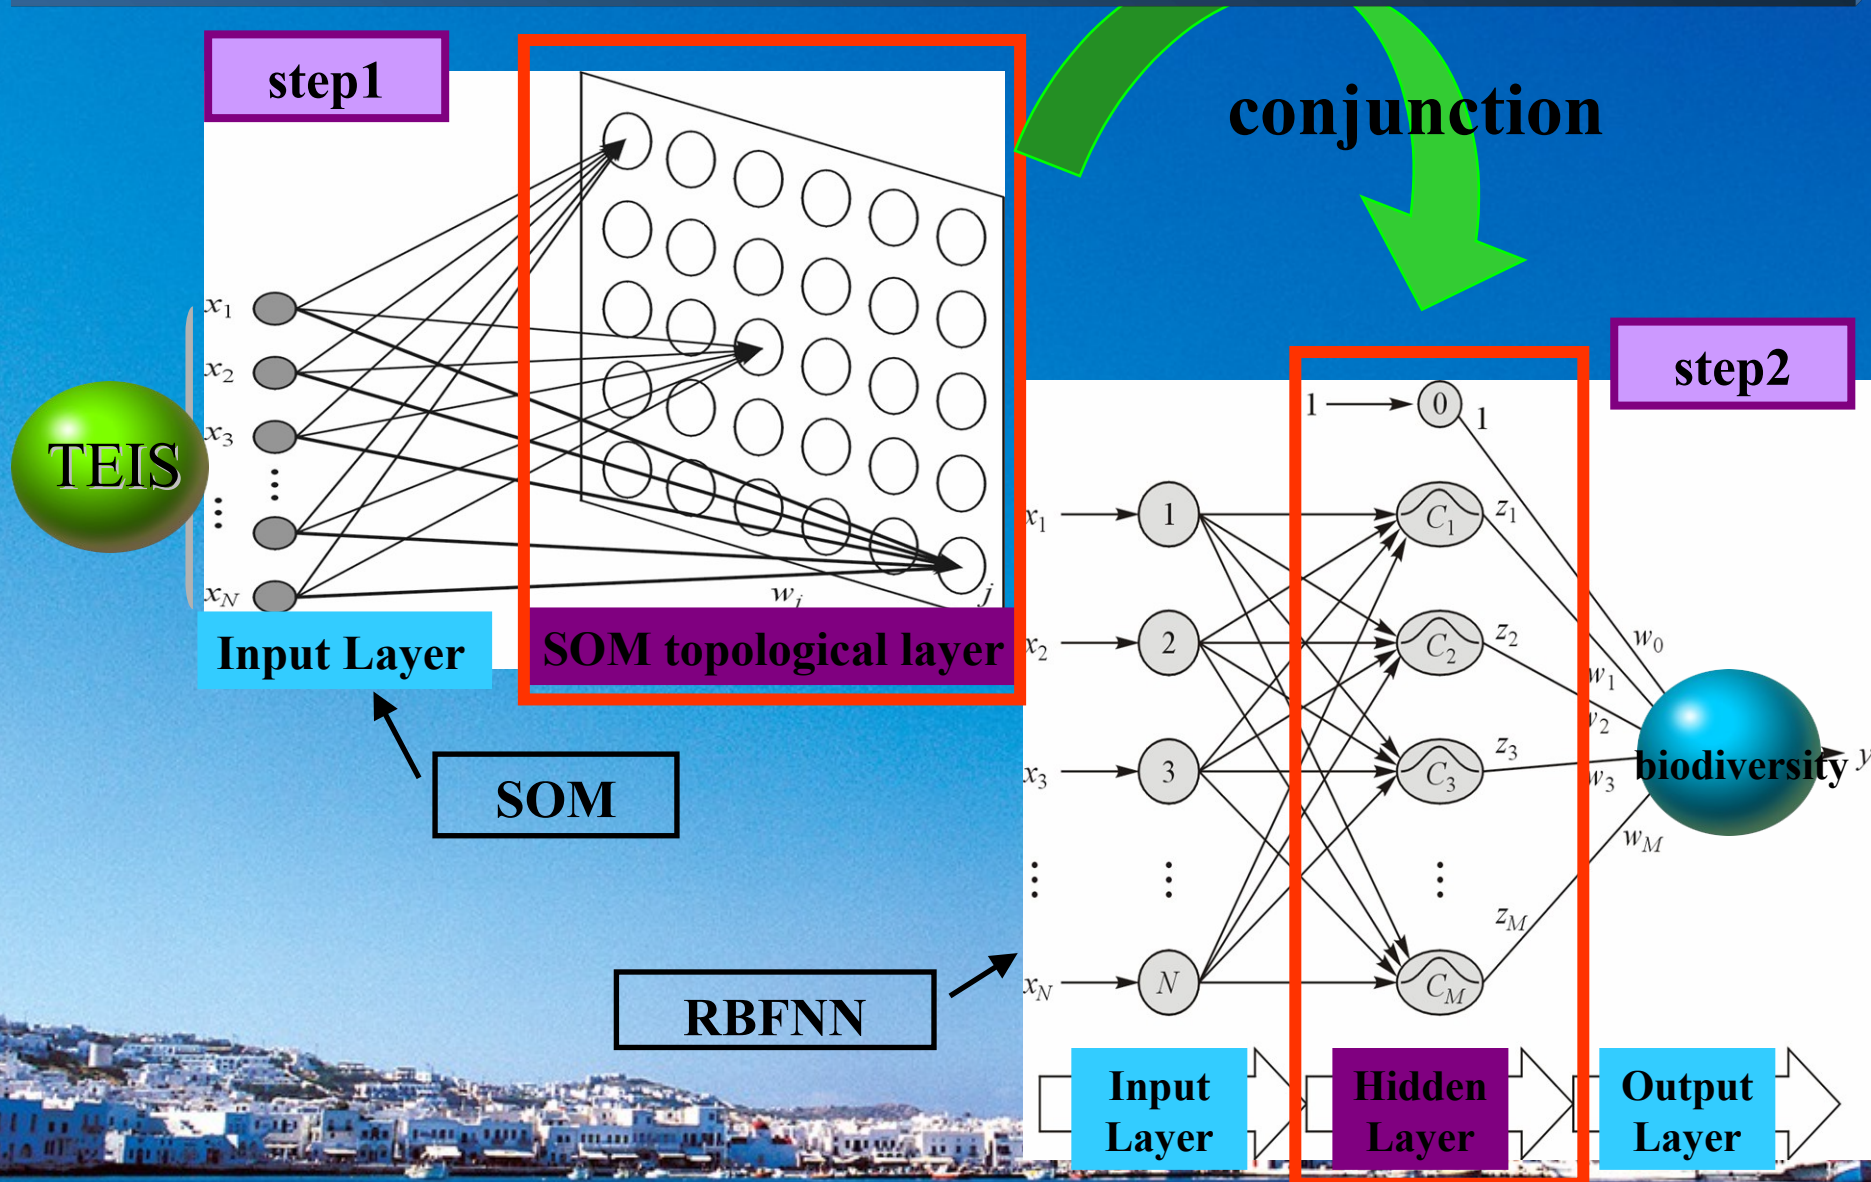 step1
conjunction
x1
x2
x3
xN
TEIS
wj
j
Input Layer
SOM topological layer
SOM
RBFNN
step2
1
0
1
x1
1
C1
z1
x2
2
C2
z2
x3
3
C3
z3
xN
N
CM
zM
w0
w1
w2
w3
wM
biodiversity
y
Input
Layer
Hidden
Layer
Output
Layer